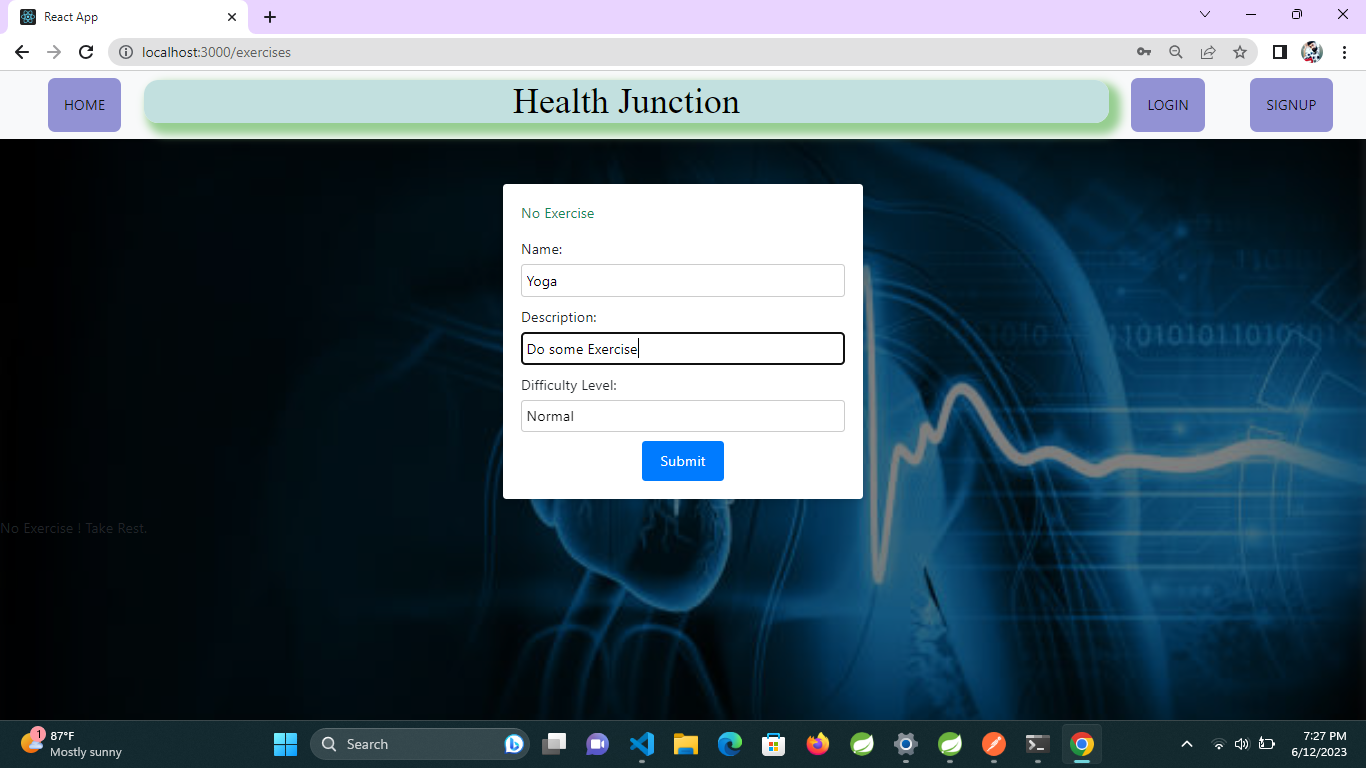 React App
localhost:3000/exercises
HOME
Health Junction
LOGIN
SIGNUP
No Exercise
Name:
Yoga
Description:
Do some Exercise
Difficulty Level:
Normal
Submit
No Exercise ! Take Rest.
1
87°F
Mostly sunny
Search
7:27 PM
6/12/2023